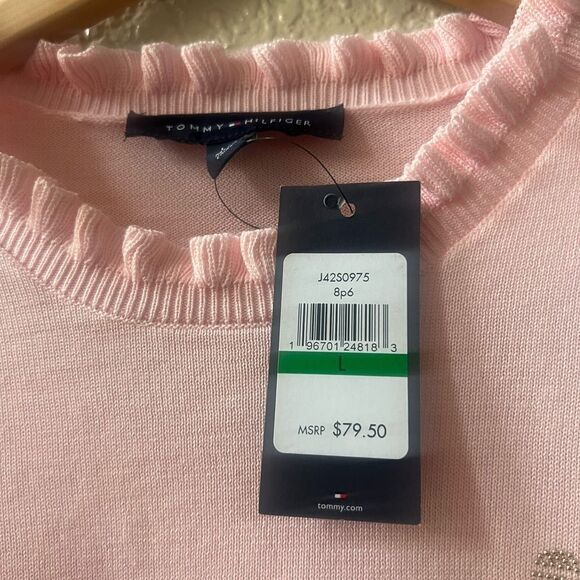 TOMMY HILFIGER
J42S0975
8p6
1 96701 24818 3
L
MSRP $79.50
tommy.com